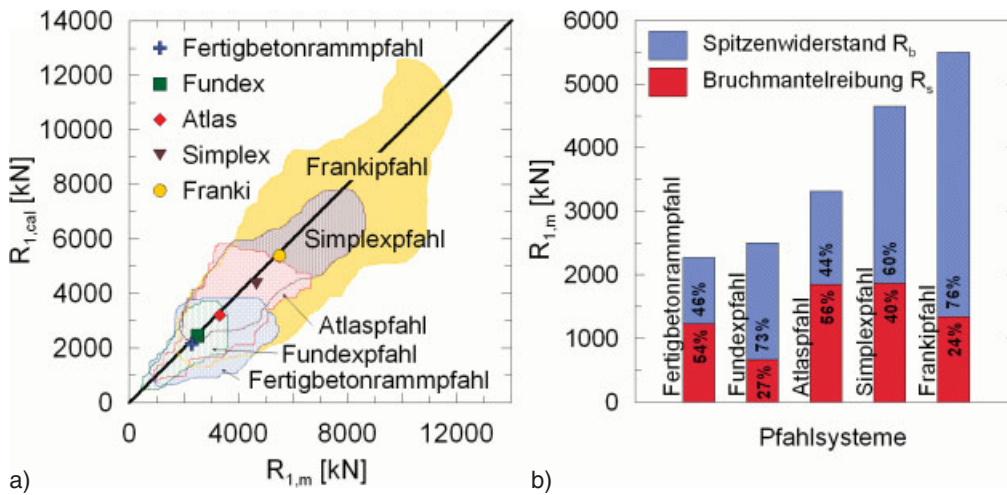 14000
12000
10000
8000
6000
4000
2000
0
R1,cal [kN]
Fertigbetonrammpfahl
Fundex
Atlas
Simplex
Franki
Frankipfahl
Simplexpfahl
Atlaspfahl
Fundexpfahl
Fertigbetonrammpfahl
0 4000 8000 12000
R1,m [kN]
a)
6000
5000
4000
3000
2000
1000
0
R1,m [kN]
Spitzenwiderstand Rb
Bruchmantelreibung Rs
Fertigbetonrammpfahl
46%
54%
Fundexpfahl
73%
27%
Atlaspfahl
44%
56%
Simplexpfahl
60%
40%
Frankipfahl
76%
24%
Pfahlsysteme
b)